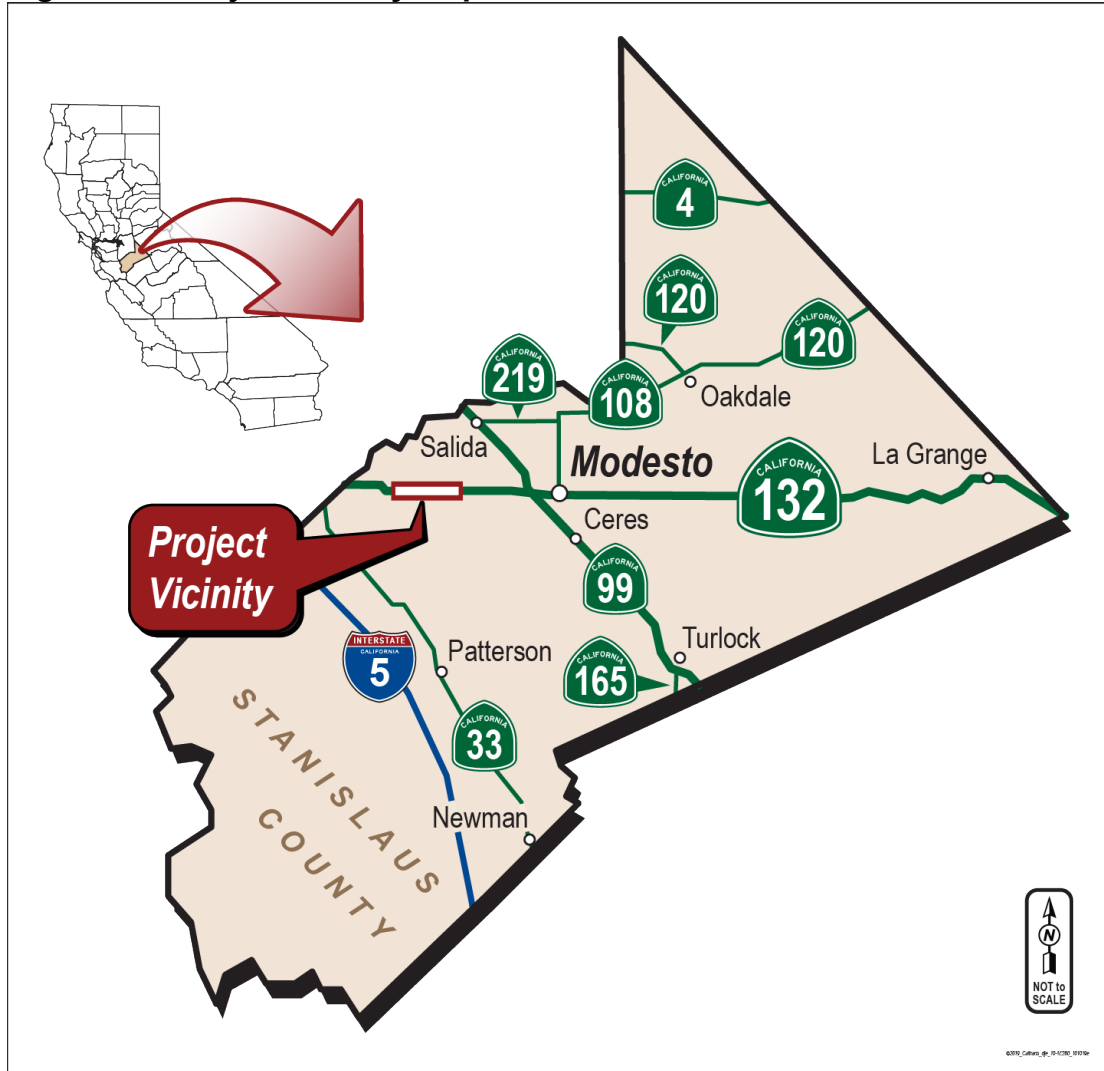 CALIFORNIA
4
CALIFORNIA
120
CALIFORNIA
120
CALIFORNIA
219
CALIFORNIA
108
Oakdale
Salida
Modesto
La Grange
CALIFORNIA
132
Project
Vicinity
Ceres
CALIFORNIA
99
INTERSTATE
CALIFORNIA
5
Patterson
Turlock
CALIFORNIA
165
CALIFORNIA
33
STANISLAUS
COUNTY
Newman
N
NOT to
SCALE